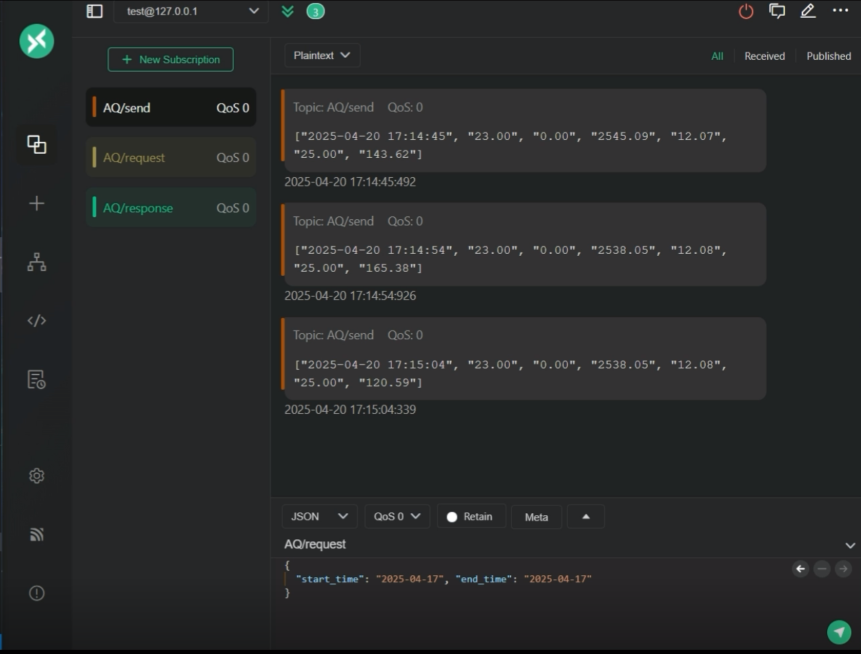 test@127.0.0.1
3
+ New Subscription
Plaintext
All Received Published
AQ/send QoS 0
AQ/request QoS 0
AQ/response QoS 0
Topic: AQ/send QoS: 0
["2025-04-20 17:14:45", "23.00", "0.00", "2545.09", "12.07",
"25.00", "143.62"]
2025-04-20 17:14:45:492
Topic: AQ/send QoS: 0
["2025-04-20 17:14:54", "23.00", "0.00", "2538.05", "12.08",
"25.00", "165.38"]
2025-04-20 17:14:54:926
Topic: AQ/send QoS: 0
["2025-04-20 17:15:04", "23.00", "0.00", "2538.05", "12.08",
"25.00", "120.59"]
2025-04-20 17:15:04:339
JSON QoS 0 Retain Meta
AQ/request
{
"start_time": "2025-04-17", "end_time": "2025-04-17"
}